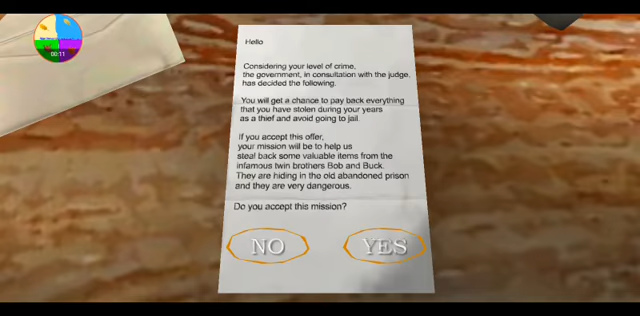 Hello
Considering your level of crime,
the government, in consultation with the judge,
has decided the following.
You will get a chance to pay back everything
that you have stolen during your years
as a thief and avoid going to jail.
If you accept this offer,
your mission will be to help us
steal back some valuable items from the
infamous twin brothers Bob and Buck.
They are hiding in the old abandoned prison
and they are very dangerous.
Do you accept this mission?
NO YES
00:11